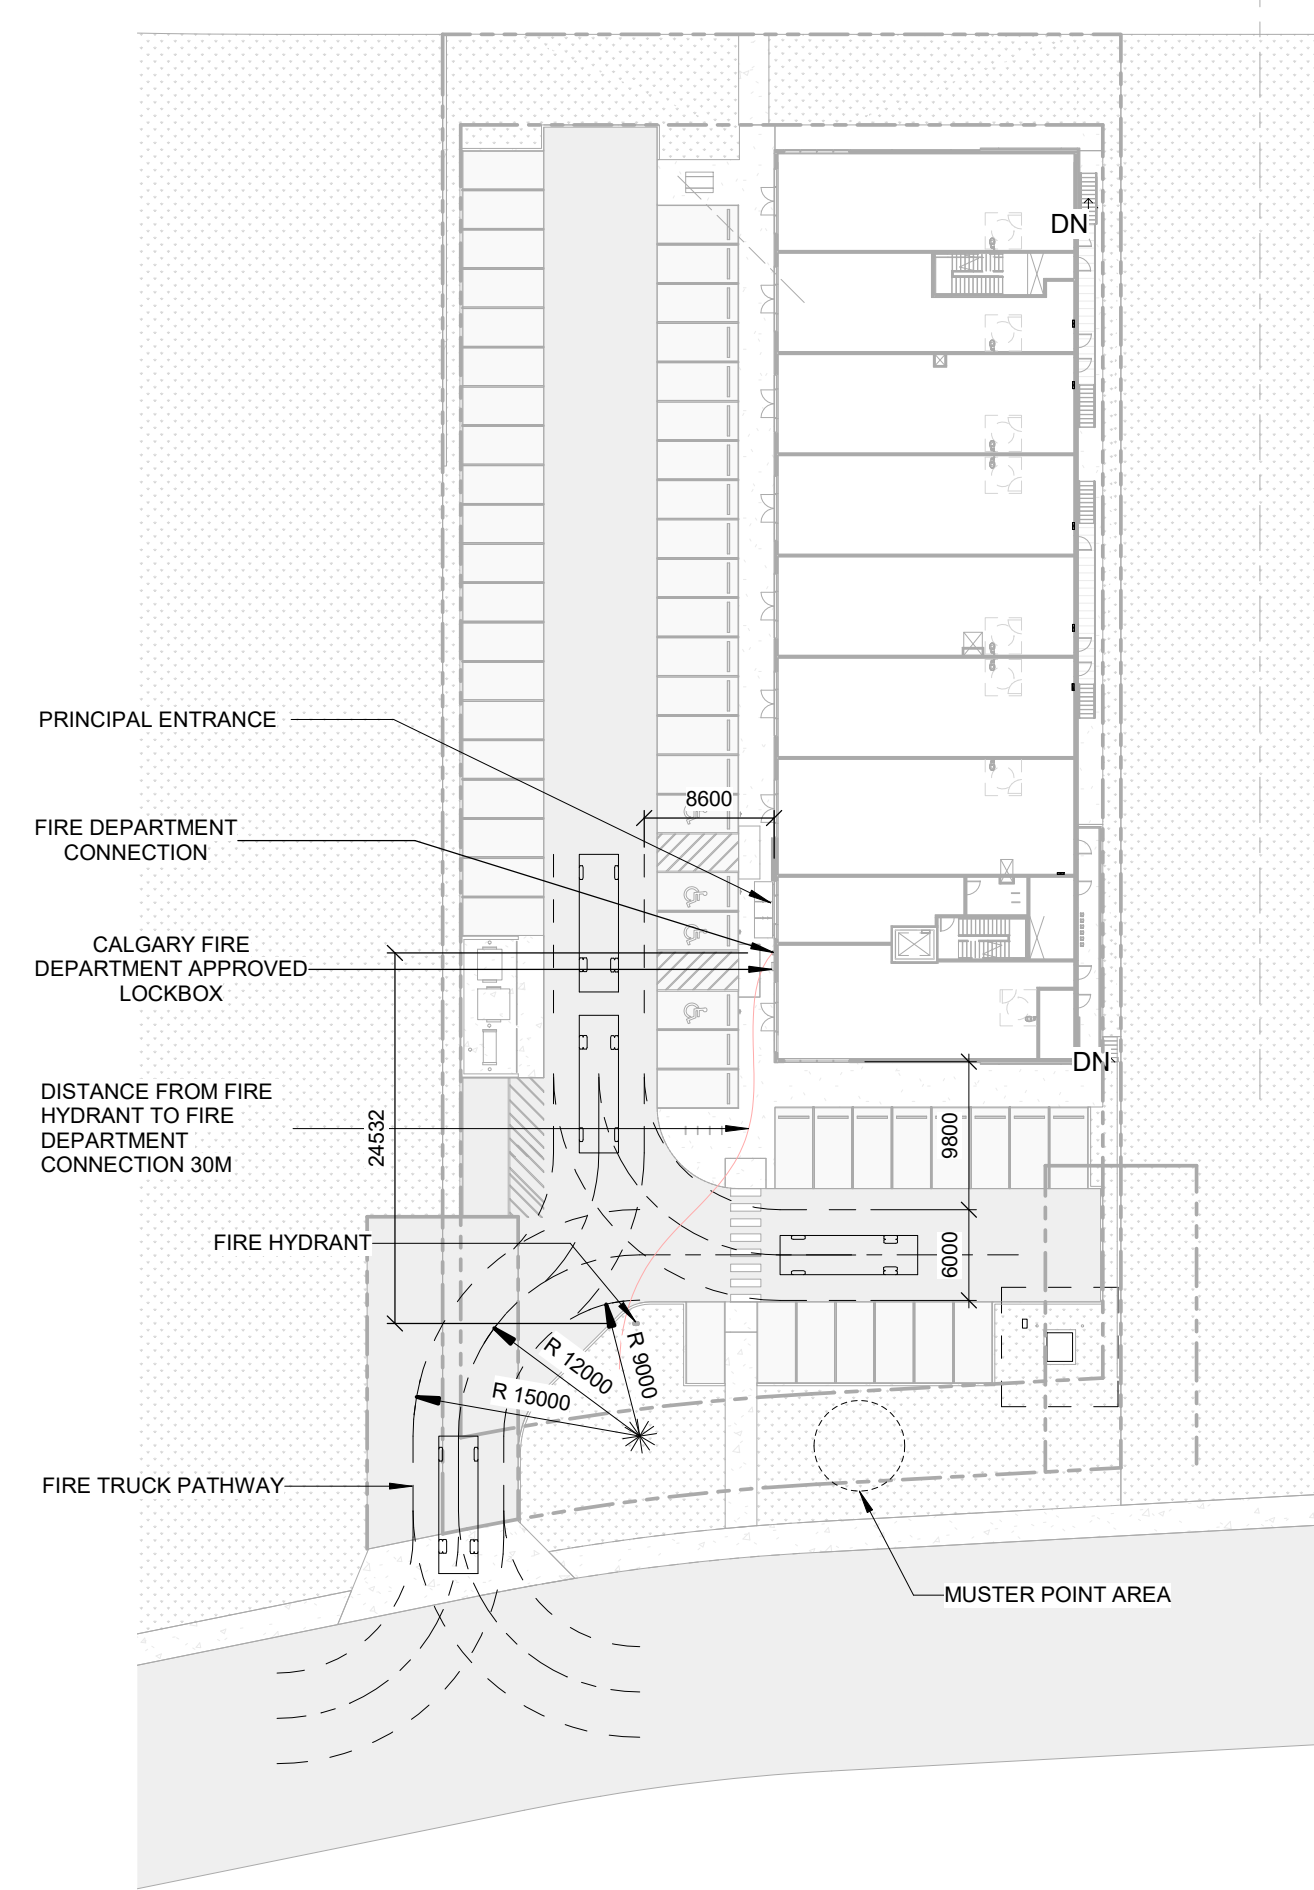 DN
PRINCIPAL ENTRANCE
8600
FIRE DEPARTMENT
CONNECTION
CALGARY FIRE
DEPARTMENT APPROVED
LOCKBOX
DN
DISTANCE FROM FIRE
HYDRANT TO FIRE
DEPARTMENT
CONNECTION 30M
24532
9800
FIRE HYDRANT
6000
R 9000
R 12000
R 15000
FIRE TRUCK PATHWAY
MUSTER POINT AREA